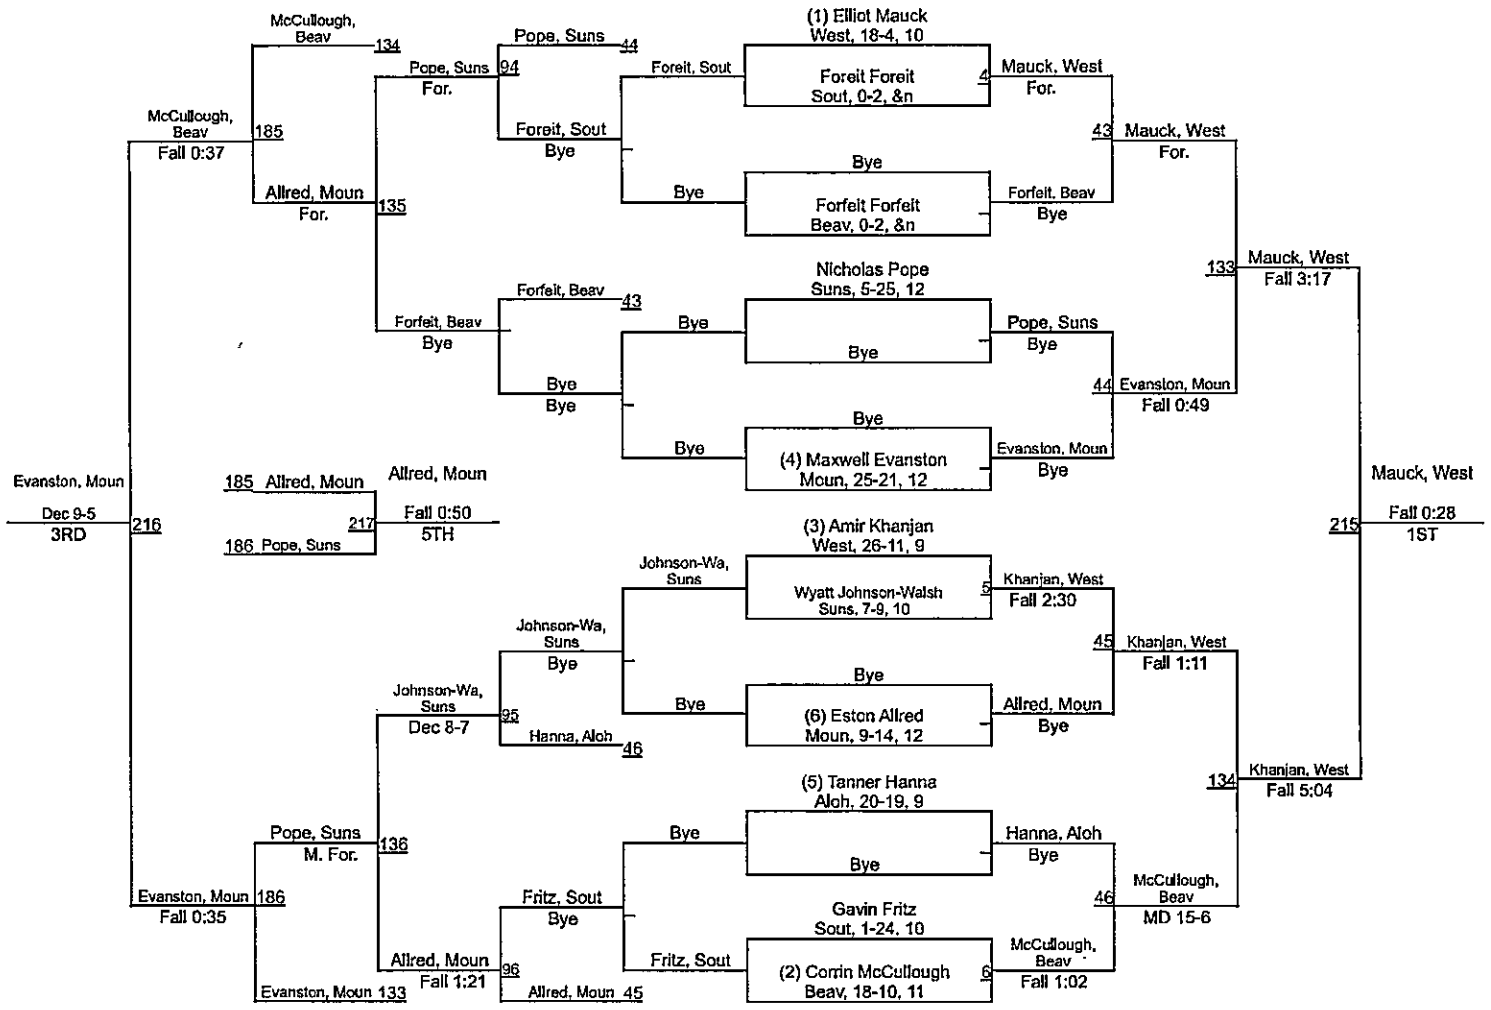 McCullough,
Beav
134
McCullough,
Beav
185
Fall 0:37
Allred, Moun
For.
135
Pope, Suns
94
For.
Pope, Suns
44
Foreit, Sout
Bye
Foreit, Sout
Bye
Forfeit, Beav
43
Forfeit, Beav
Bye
Bye
Bye
Bye
Bye
(1) Elliot Mauck
West, 18-4, 10
Foreit Foreit
Sout, 0-2, &n
4
Bye
Forfeit Forfeit
Beav, 0-2, &n
Nicholas Pope
Suns, 5-25, 12
Bye
Bye
(4) Maxwell Evanston
Moun, 25-21, 12
Mauck, West
For.
Forfeit, Beav
Bye
Pope, Suns
Bye
Evanston, Moun
Bye
43
Mauck, West
For.
44
Evanston, Moun
Fall 0:49
133
Mauck, West
Fall 3:17
Evanston, Moun
Dec 9-5
3RD
216
185 Allred, Moun
186 Pope, Suns
217
Allred, Moun
Fall 0:50
5TH
Mauck, West
215
Fall 0:28
1ST
(3) Amir Khanjan
West, 26-11, 9
Wyatt Johnson-Walsh
Suns, 7-9, 10
5
Bye
(6) Eston Allred
Moun, 9-14, 12
(5) Tanner Hanna
Aloh, 20-19, 9
Bye
Gavin Fritz
Sout, 1-24, 10
(2) Corrin McCullough
Beav, 18-10, 11
6
Johnson-Wa,
Suns
Bye
Johnson-Wa,
Suns
Bye
Johnson-Wa,
Suns
Dec 8-7
95
Hanna, Aloh
46
Bye
Fritz, Sout
Fritz, Sout
Bye
Pope, Suns
M. For.
136
Evanston, Moun
Fall 0:35
186
Allred, Moun
Fall 1:21
96
Evanston, Moun 133
Allred, Moun 45
Khanjan, West
Fall 2:30
Allred, Moun
Bye
Hanna, Aloh
Bye
McCullough,
Beav
Fall 1:02
45
Khanjan, West
Fall 1:11
46
McCullough,
Beav
MD 15-6
134
Khanjan, West
Fall 5:04